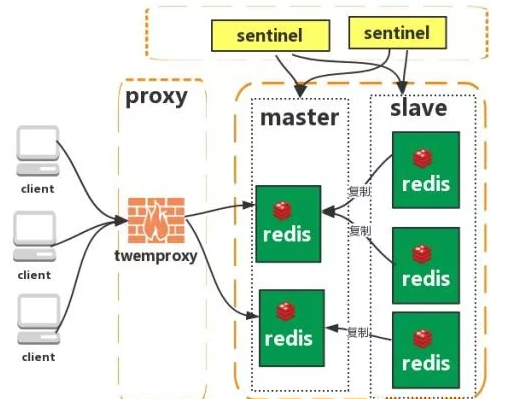 sentinel
sentinel
proxy
master
slave
client
client
client
twemproxy
redis
redis
redis
redis
redis
复制
复制
复制